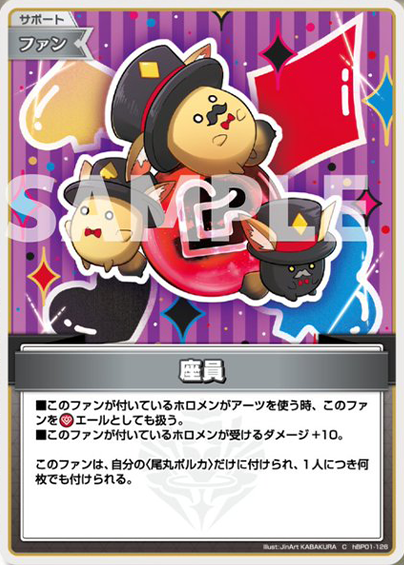 サポート
ファン
SAMPLE
座員
■このファンが付いているホロメンがアーツを使う時、このファ
ンを エールとしても扱う。
■このファンが付いているホロメンが受けるダメージ+10。
このファンは、自分の〈尾丸ポルカ〉だけに付けられ、1人につき何
枚でも付けられる。
Illust:JinArt KABAKURA C hBP01-126